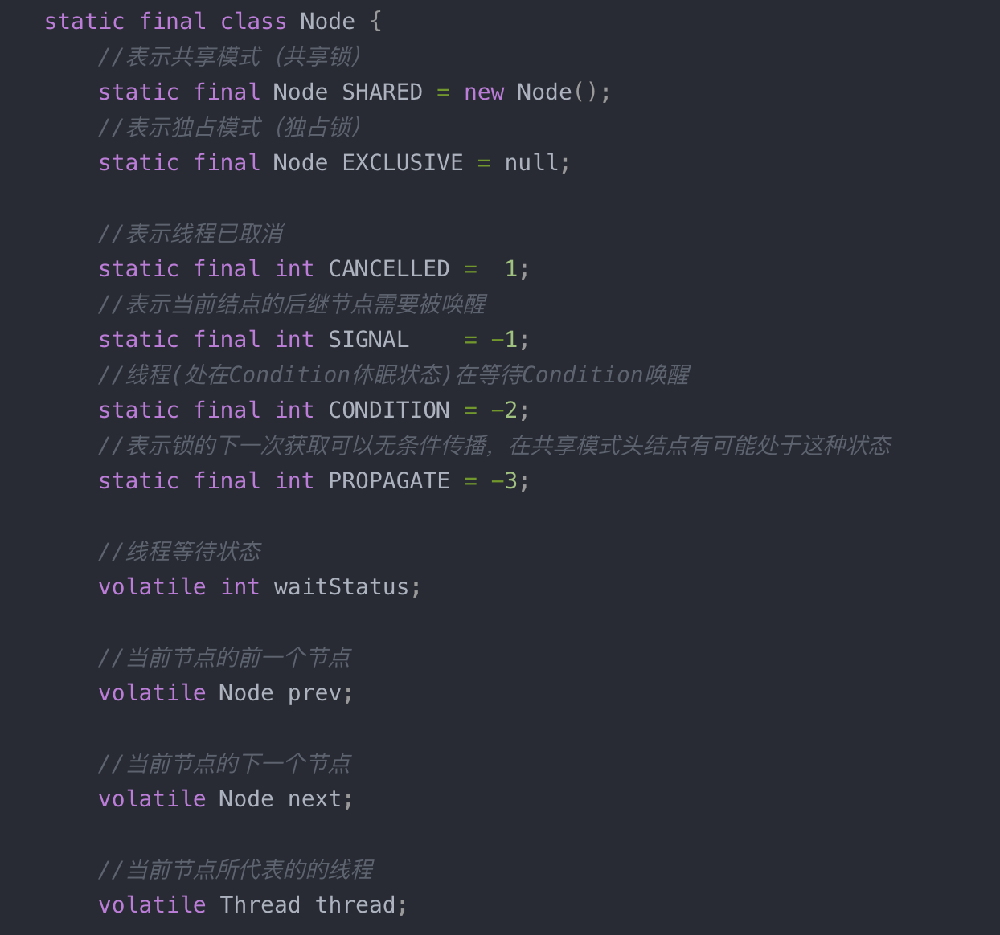 static final class Node {
//表示共享模式（共享锁）
static final Node SHARED = new Node();
//表示独占模式（独占锁）
static final Node EXCLUSIVE = null;
//表示线程已取消
static final int CANCELLED =  1;
//表示当前结点的后继节点需要被唤醒
static final int SIGNAL    = -1;
//线程(处在Condition休眠状态)在等待Condition唤醒
static final int CONDITION = -2;
//表示锁的下一次获取可以无条件传播，在共享模式头结点有可能处于这种状态
static final int PROPAGATE = -3;
//线程等待状态
volatile int waitStatus;
//当前节点的前一个节点
volatile Node prev;
//当前节点的下一个节点
volatile Node next;
//当前节点所代表的的线程
volatile Thread thread;